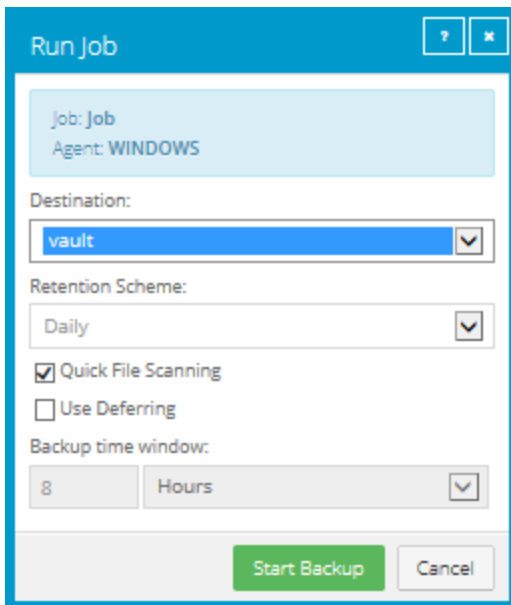 Run Job
?
×
Job: Job
Agent: WINDOWS
Destination:
vault
Retention Scheme:
Daily
Quick File Scanning
Use Deferring
Backup time window:
8 Hours
Start Backup Cancel